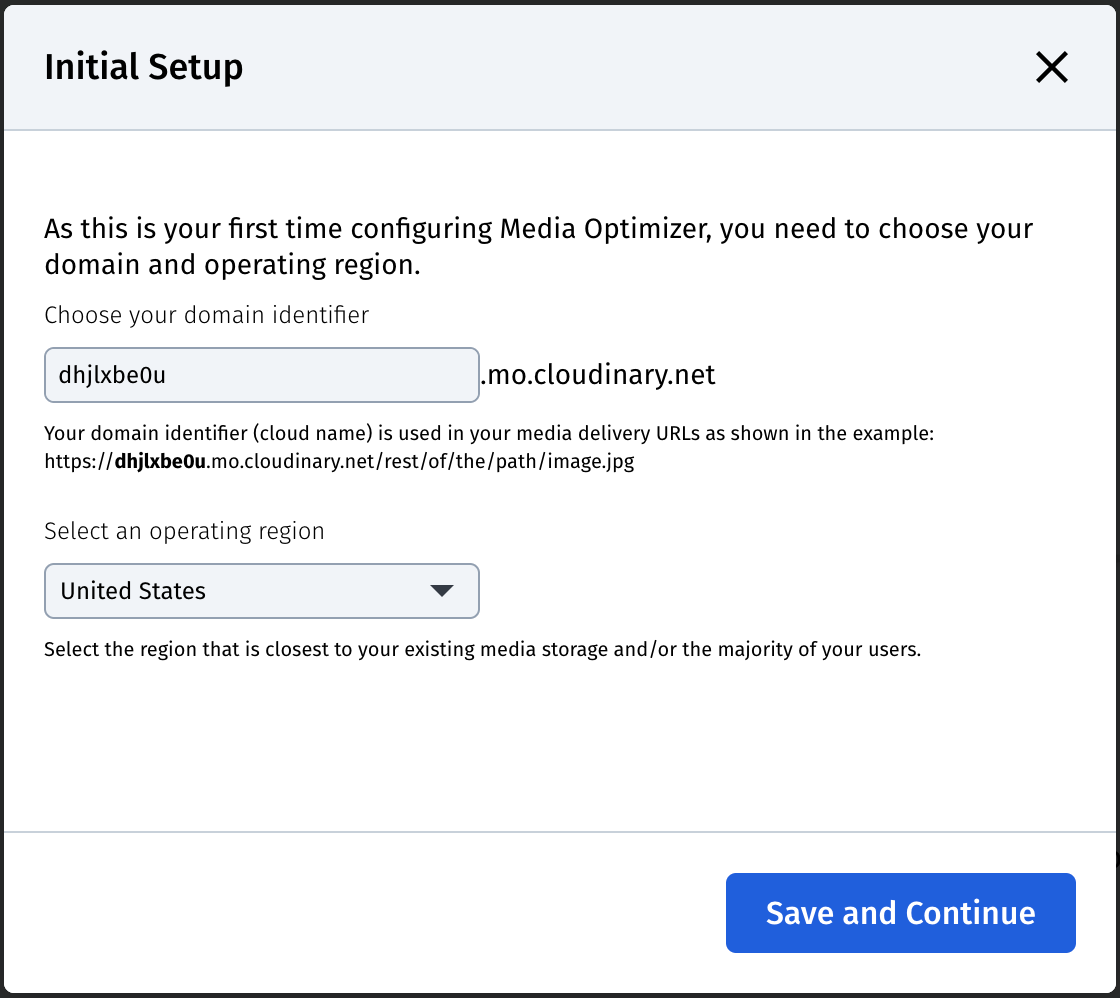 Initial Setup
As this is your first time configuring Media Optimizer, you need to choose your
domain and operating region.
Choose your domain identifier
dhjlxbe0u.mo.cloudinary.net
Your domain identifier (cloud name) is used in your media delivery URLs as shown in the example:
https://dhjlxbe0u.mo.cloudinary.net/rest/of/the/path/image.jpg
Select an operating region
United States
Select the region that is closest to your existing media storage and/or the majority of your users.
Save and Continue